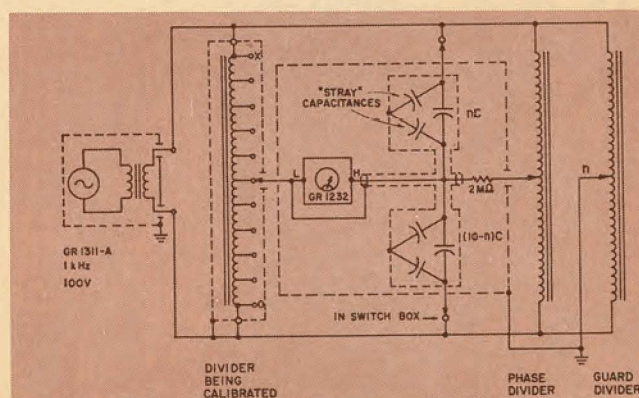 X
"STRAY"
CAPACITANCES
nC
L
H
GR 1232
2MΩ
n
(10-n)C
GR 1311-A
1 kHz
100V
O
IN SWITCH BOX
DIVIDER
BEING
CALIBRATED
PHASE
DIVIDER
GUARD
DIVIDER